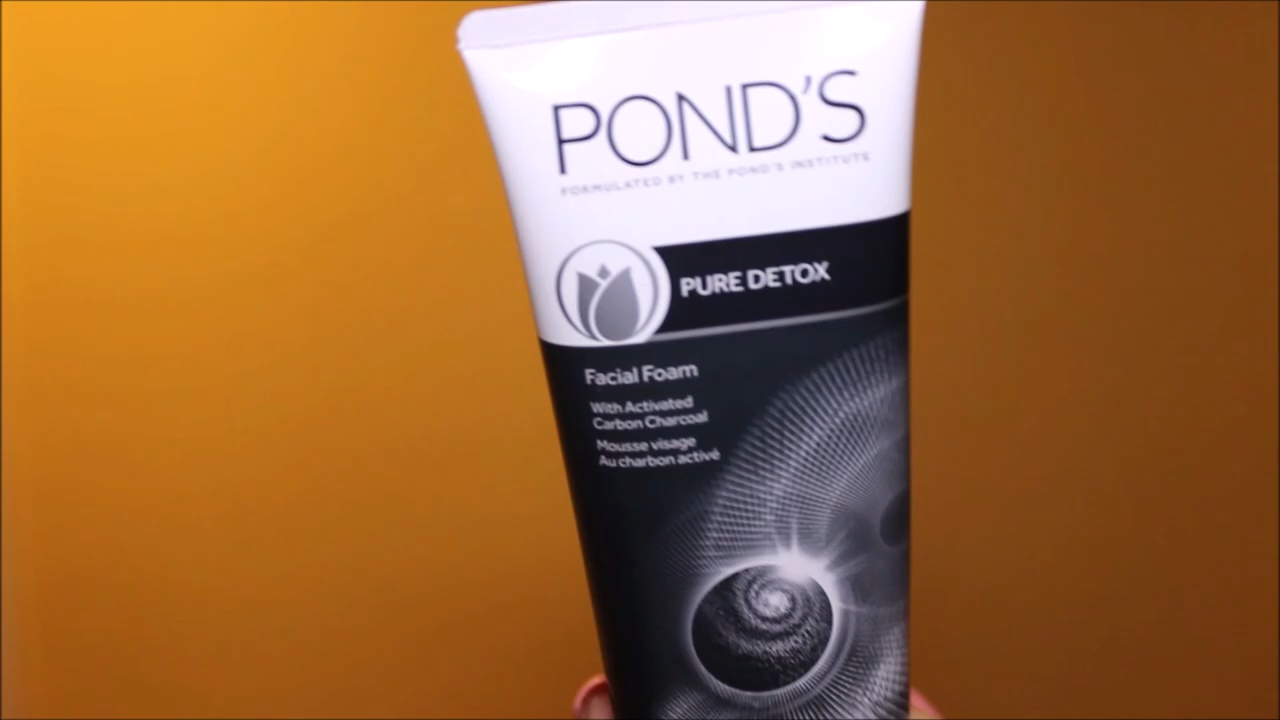 POND'S
FORMULATED BY THE POND'S INSTITUTE
PURE DETOX
Facial Foam
With Activated
Carbon Charcoal
Mousse visage
Au charbon activé